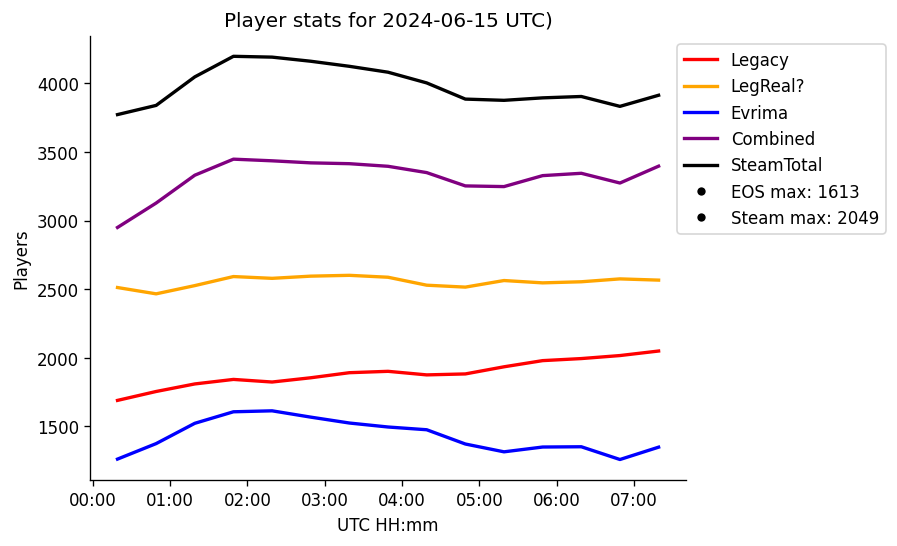 Player stats for 2024-06-15 UTC)
Players
4000
3500
3000
2500
2000
1500
00:00 01:00 02:00 03:00 04:00 05:00 06:00 07:00
UTC HH:mm
Legacy
LegReal?
Evrima
Combined
SteamTotal
EOS max: 1613
Steam max: 2049